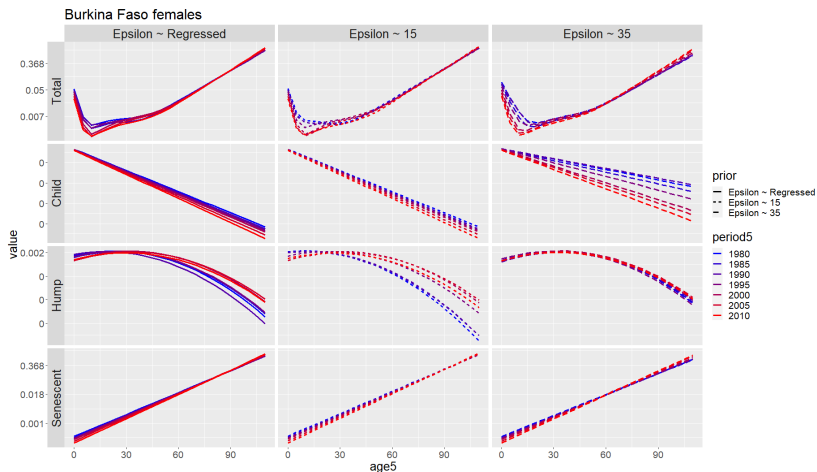 Burkina Faso females
Epsilon ~ Regressed Epsilon ~ 15 Epsilon ~ 35
Total
0.368
0.05
0.007
Child
0
0
0
0
Hump
0.002
0
0
0
Senescent
0.368
0.018
0.001
value
0 30 60 90 0 30 60 90 0 30 60 90
age5
prior
Epsilon ~ Regressed
Epsilon ~ 15
Epsilon ~ 35
period5
1980
1985
1990
1995
2000
2005
2010